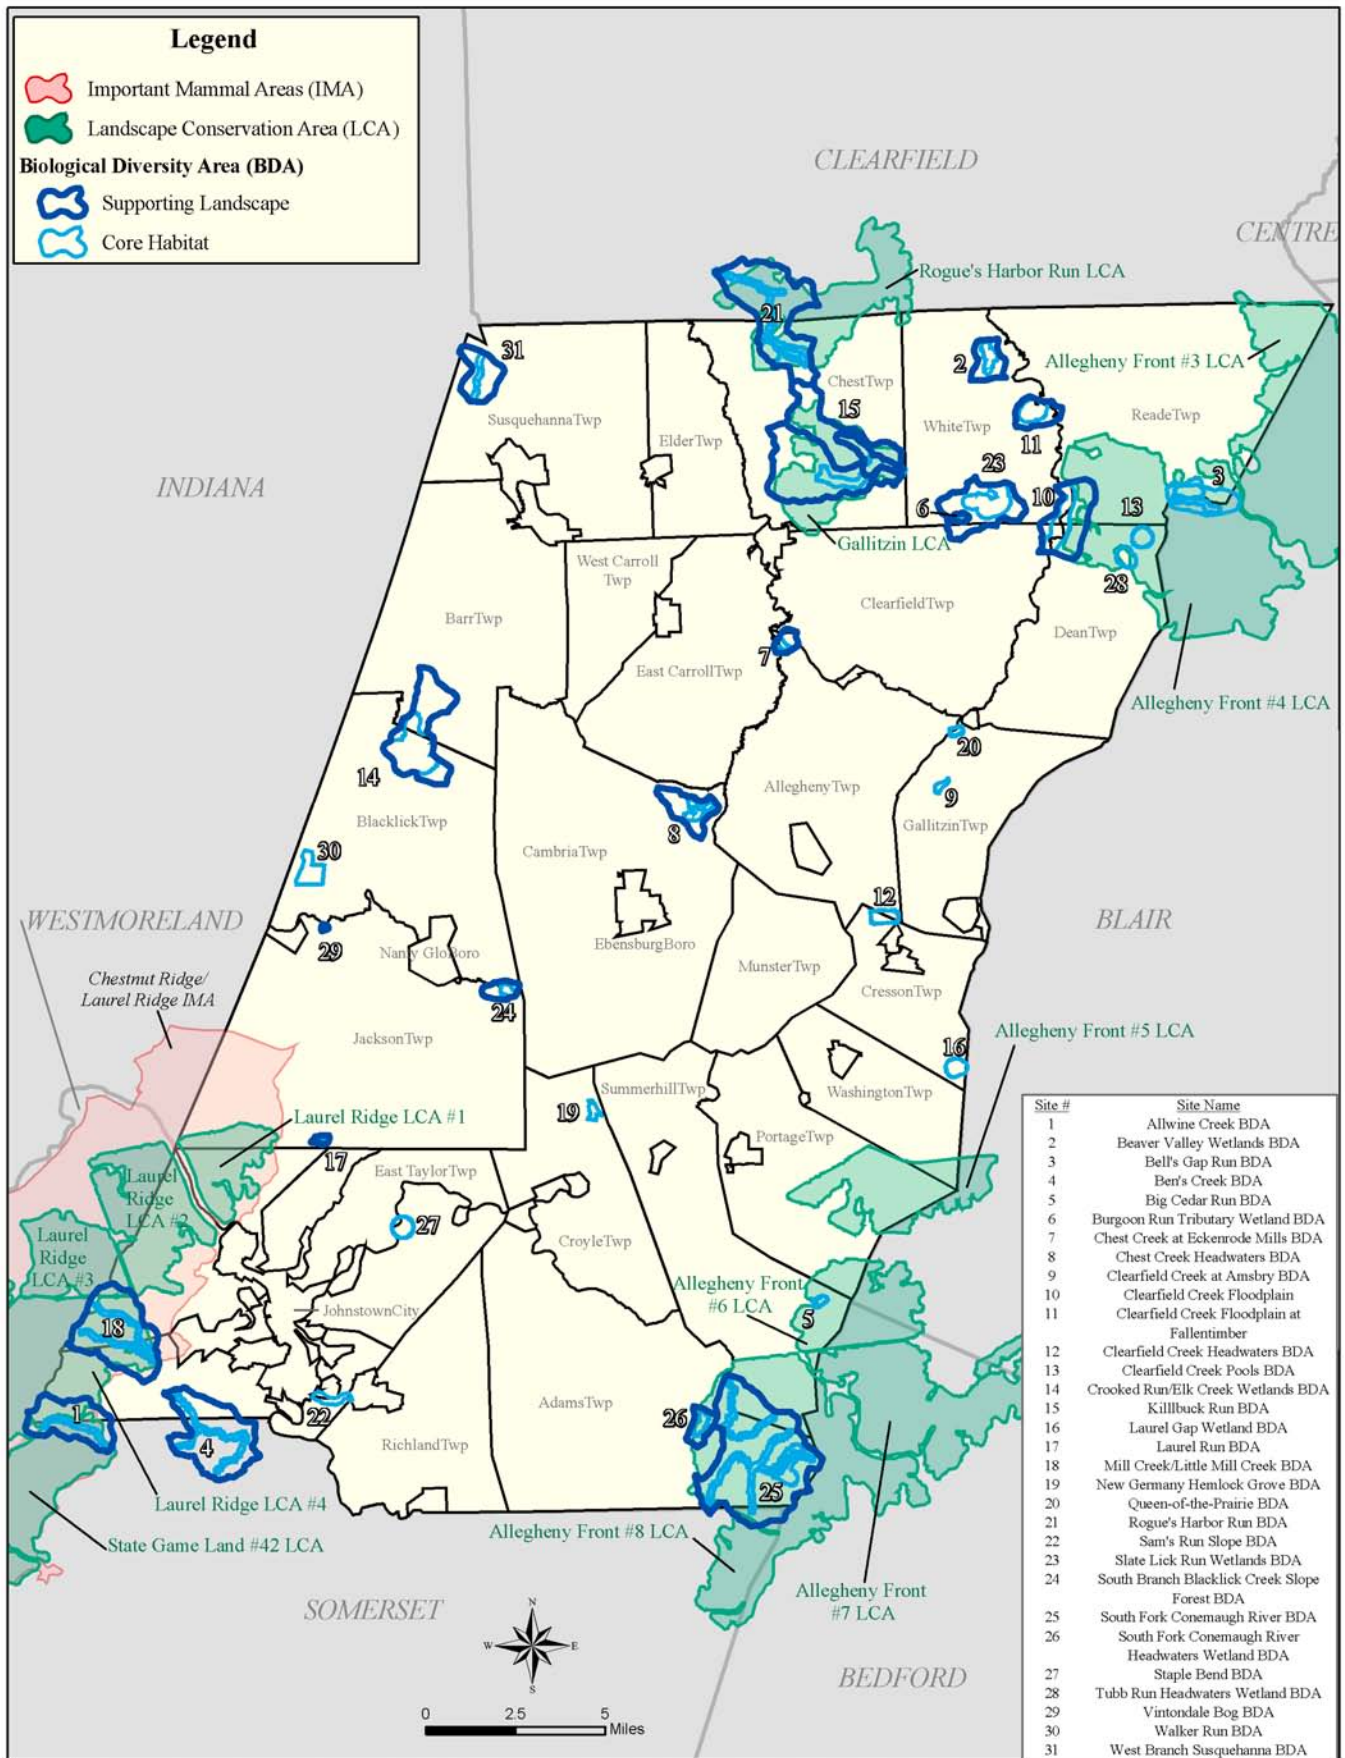 Legend
Important Mammal Areas (IMA)
Landscape Conservation Area (LCA)
Biological Diversity Area (BDA)
Supporting Landscape
Core Habitat
CLEARFIELD
CENTRE
Rogue's Harbor Run LCA
21
31
2
Allegheny Front #3 LCA
ChestTwp
15
ReadeTwp
SusquehannaTwp
WhiteTwp
ElderTwp
11
23
3
INDIANA
10
13
6
Gallitzin LCA
West Carroll
Twp
28
ClearfieldTwp
BarrTwp
DeanTwp
7
East CarrollTwp
Allegheny Front #4 LCA
20
14
AlleghenyTwp
9
BlacklickTwp
GallitzinTwp
8
30
CambriaTwp
12
WESTMORELAND
BLAIR
EbensburgBoro
29
Nanty GloBoro
MunsterTwp
Chestnut Ridge/
Laurel Ridge IMA
CressonTwp
24
Allegheny Front #5 LCA
JacksonTwp
16
SummerhillTwp
WashingtonTwp
19
Laurel Ridge LCA #1
PortageTwp
17
East TaylorTwp
Laurel
Ridge
LCA #2
27
Laurel
Ridge
LCA #3
CroyleTwp
Allegheny Front
#6 LCA
JohnstownCity
5
18
AdamsTwp
1
22
26
4
RichlandTwp
25
Laurel Ridge LCA #4
State Game Land #42 LCA
Allegheny Front #8 LCA
Allegheny Front
#7 LCA
SOMERSET
BEDFORD
N
W E
S
0 2.5 5
Miles
Site # Site Name
1 Allwine Creek BDA
2 Beaver Valley Wetlands BDA
3 Bell's Gap Run BDA
4 Ben's Creek BDA
5 Big Cedar Run BDA
6 Burgoon Run Tributary Wetland BDA
7 Chest Creek at Eckenrode Mills BDA
8 Chest Creek Headwaters BDA
9 Clearfield Creek at Amsbry BDA
10 Clearfield Creek Floodplain
11 Clearfield Creek Floodplain at
Fallentimber
12 Clearfield Creek Headwaters BDA
13 Clearfield Creek Pools BDA
14 Crooked Run/Elk Creek Wetlands BDA
15 Killlbuck Run BDA
16 Laurel Gap Wetland BDA
17 Laurel Run BDA
18 Mill Creek/Little Mill Creek BDA
19 New Germany Hemlock Grove BDA
20 Queen-of-the-Prairie BDA
21 Rogue's Harbor Run BDA
22 Sam's Run Slope BDA
23 Slate Lick Run Wetlands BDA
24 South Branch Blacklick Creek Slope
Forest BDA
25 South Fork Conemaugh River BDA
26 South Fork Conemaugh River
Headwaters Wetland BDA
27 Staple Bend BDA
28 Tubb Run Headwaters Wetland BDA
29 Vintondale Bog BDA
30 Walker Run BDA
31 West Branch Susquehanna BDA